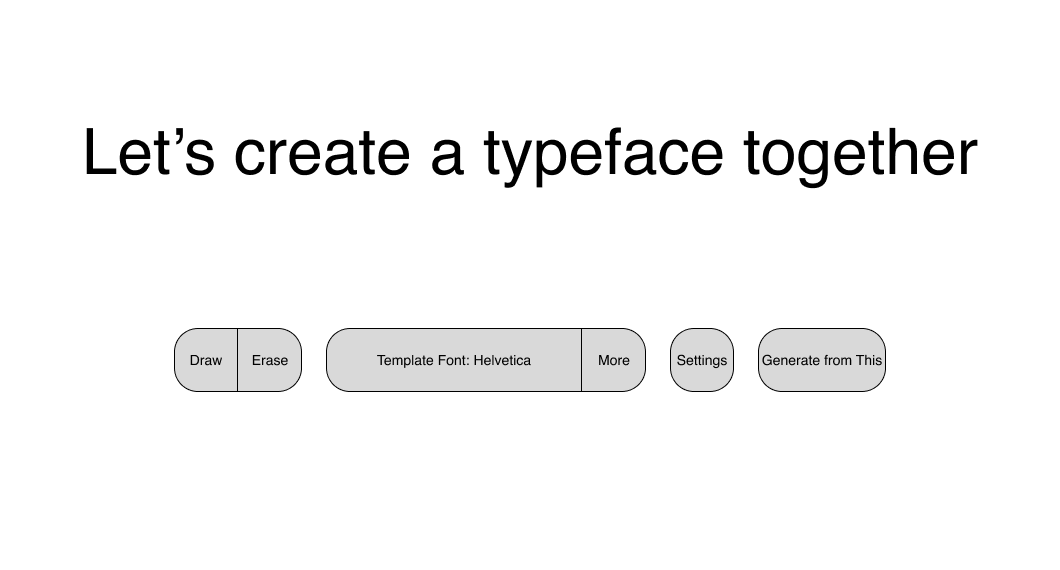 Let’s create a typeface together
Draw Erase Template Font: Helvetica More Settings Generate from This